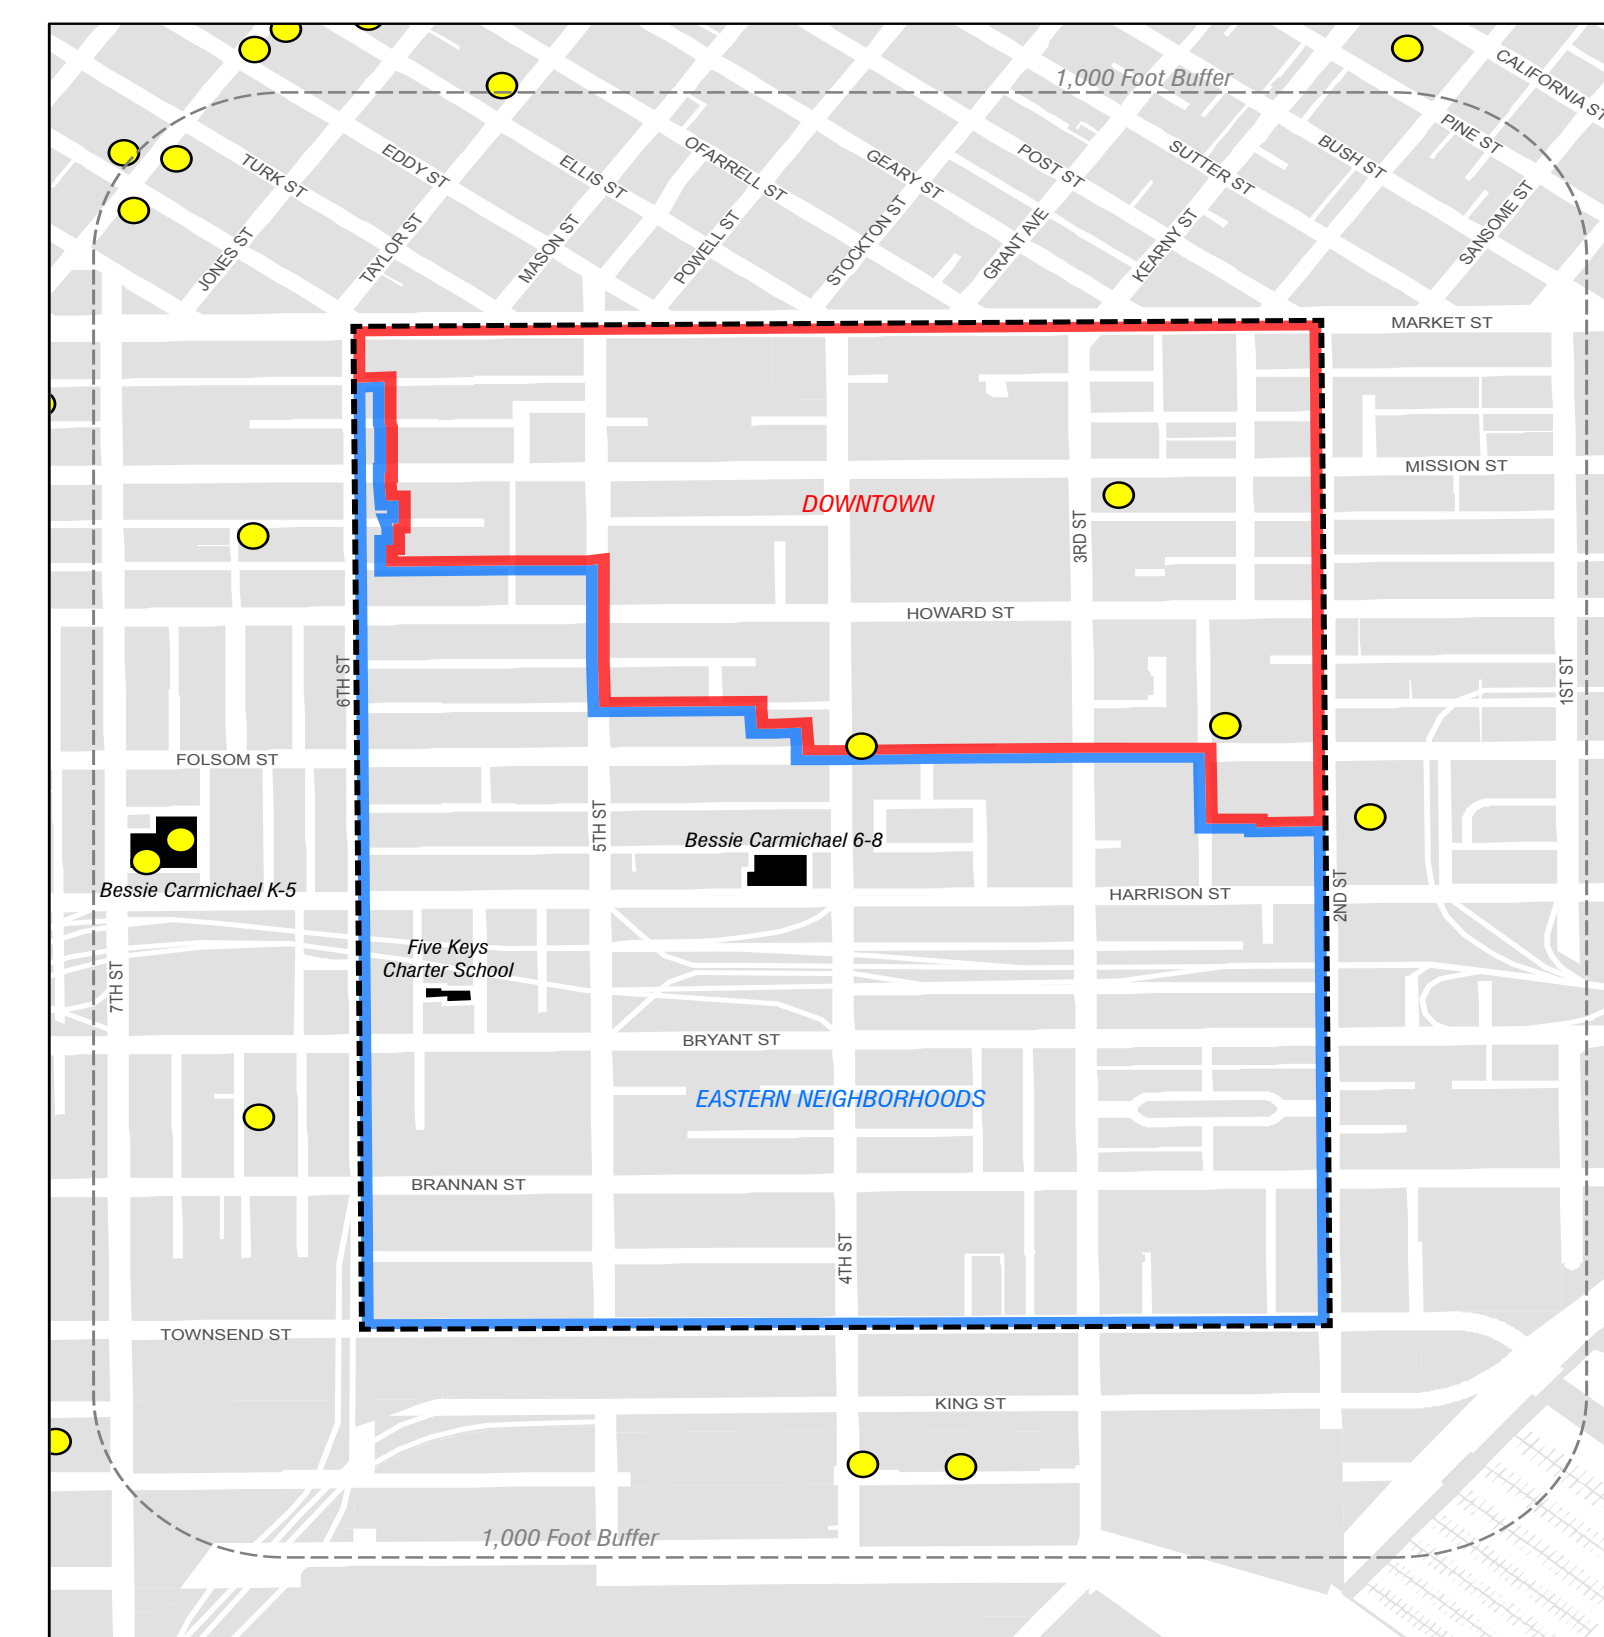 1,000 Foot Buffer
CALIFORNIA ST
PINE ST
BUSH ST
SUTTER ST
POST ST
GEARY ST
OFARRELL ST
ELLIS ST
EDDY ST
TURK ST
JONES ST
TAYLOR ST
MASON ST
POWELL ST
STOCKTON ST
GRANT AVE
KEARNY ST
SANSOME ST
MARKET ST
MISSION ST
DOWNTOWN
3RD ST
HOWARD ST
6TH ST
1ST ST
FOLSOM ST
5TH ST
Bessie Carmichael 6-8
Bessie Carmichael K-5
HARRISON ST
2ND ST
Five Keys
Charter School
7TH ST
BRYANT ST
EASTERN NEIGHBORHOODS
BRANNAN ST
4TH ST
TOWNSEND ST
KING ST
1,000 Foot Buffer